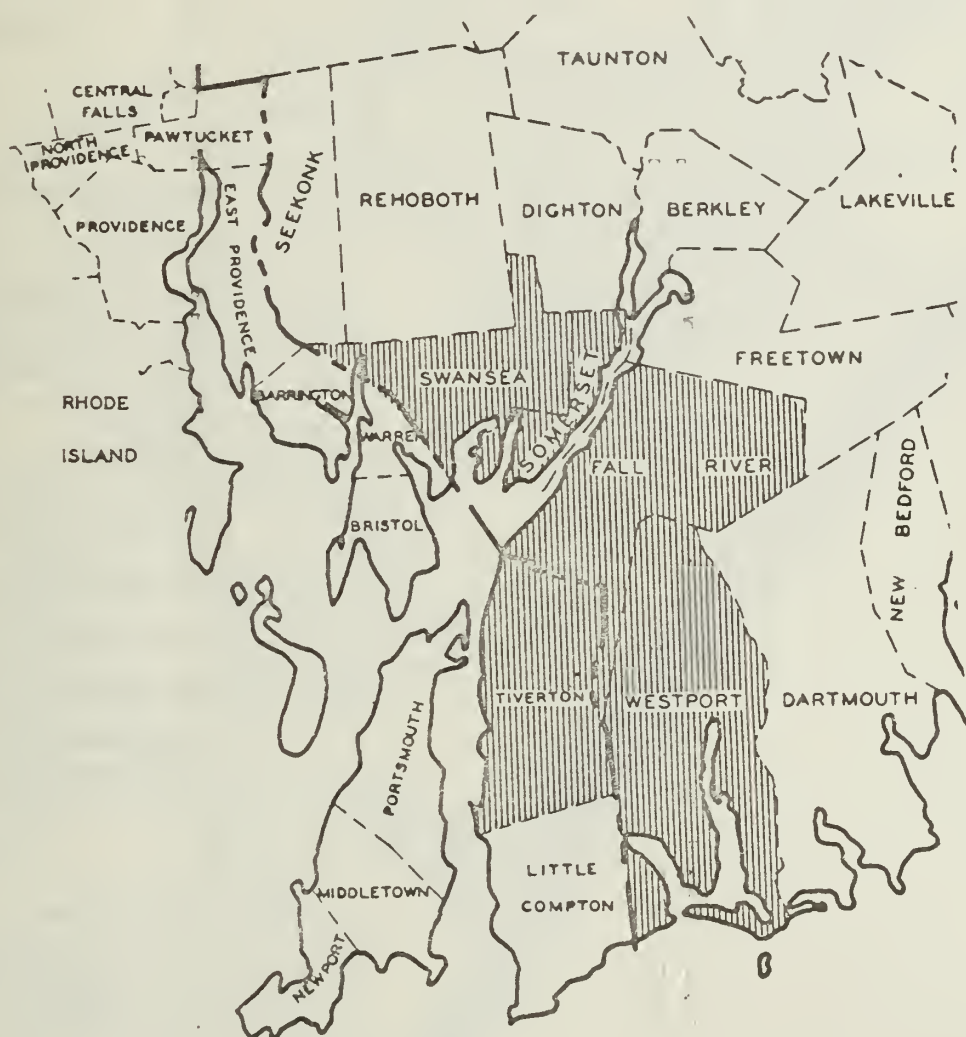 TAUNTON
CENTRAL
FALLS
NORTH
PROVIDENCE
PAWTUCKET
EAST PROVIDENCE
SEEKONK
REHOBOTH
DIGHTON
BERKLEY
LAKEVILLE
PROVIDENCE
FREETOWN
RHODE
ISLAND
BARRINGTON
WARREN
SWANSEA
SOMERSET
FALL RIVER
NEW BEDFORD
BRISTOL
TIVERTON
WESTPORT
DARTMOUTH
PORTSMOUTH
MIDDLETOWN
NEWPORT
LITTLE
COMPTON